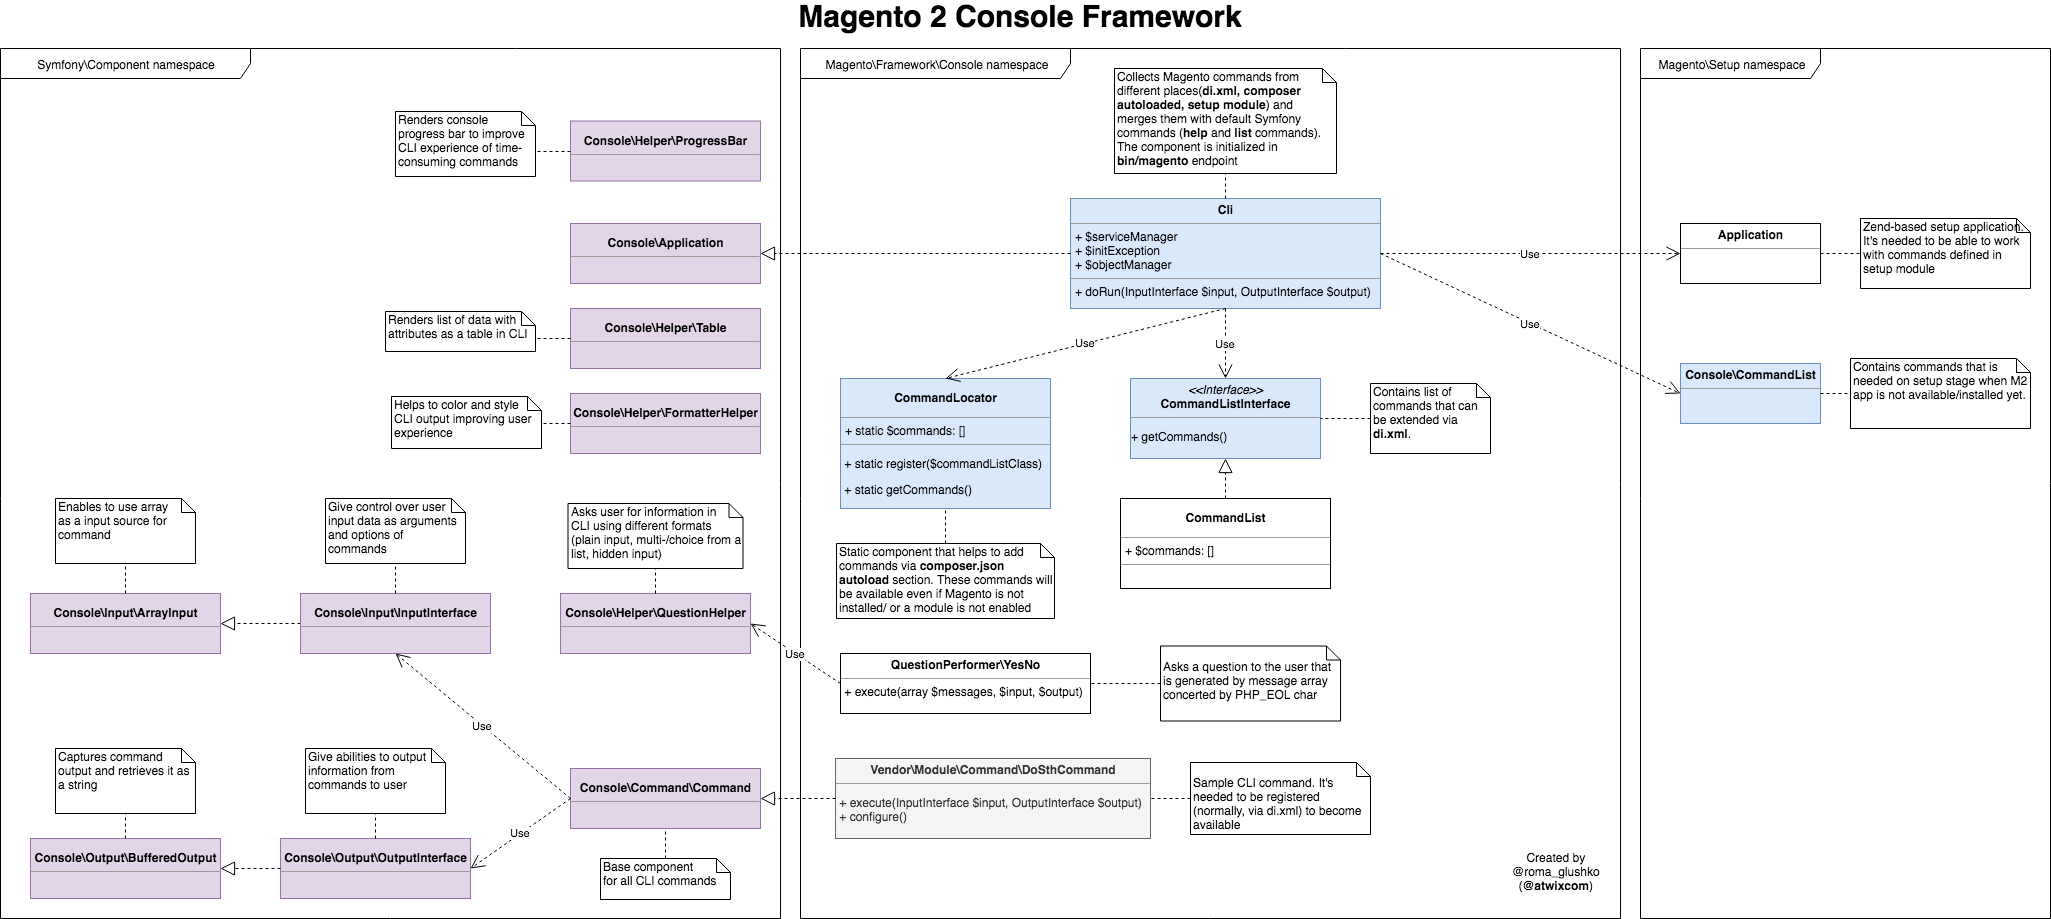 Magento 2 Console Framework
Symfony\Component namespace
Renders console
progress bar to improve
CLI experience of time-
consuming commands
Console\Helper\ProgressBar
Console\Application
Renders list of data with
attributes as a table in CLI
Console\Helper\Table
Helps to color and style
CLI output improving user
experience
Console\Helper\FormatterHelper
Enables to use array
as a input source for
command
Give control over user
input data as arguments
and options of
commands
Asks user for information in
CLI using different formats
(plain input, multi-/choice from a
list, hidden input)
Console\Input\ArrayInput
Console\Input\InputInterface
Console\Helper\QuestionHelper
Use
Use
Captures command
output and retrieves it as
a string
Give abilities to output
information from
commands to user
Console\Command\Command
Use
Console\Output\BufferedOutput
Console\Output\OutputInterface
Base component
for all CLI commands
Magento\Framework\Console namespace
Collects Magento commands from
different places(di.xml, composer
autoloaded, setup module) and
merges them with default Symfony
commands (help and list commands).
The component is initialized in
bin/magento endpoint
Cli
+ $serviceManager
+ $initException
+ $objectManager
+ doRun(InputInterface $input, OutputInterface $output)
Use
Use
Use
Use
CommandLocator
+ static $commands: []
+ static register($commandListClass)
+ static getCommands()
<<Interface>>
CommandListInterface
+ getCommands()
Contains list of
commands that can
be extended via
di.xml.
CommandList
+ $commands: []
Static component that helps to add
commands via composer.json
autoload section. These commands will
be available even if Magento is not
installed/ or a module is not enabled
QuestionPerformer\YesNo
+ execute(array $messages, $input, $output)
Asks a question to the user that
is generated by message array
concerted by PHP_EOL char
Vendor\Module\Command\DoSthCommand
+ execute(InputInterface $input, OutputInterface $output)
+ configure()
Sample CLI command. It's
needed to be registered
(normally, via di.xml) to become
available
Created by
@roma_glushko
(@atwixcom)
Magento\Setup namespace
Application
Zend-based setup application.
It's needed to be able to work
with commands defined in
setup module
Console\CommandList
Contains commands that is
needed on setup stage when M2
app is not available/installed yet.